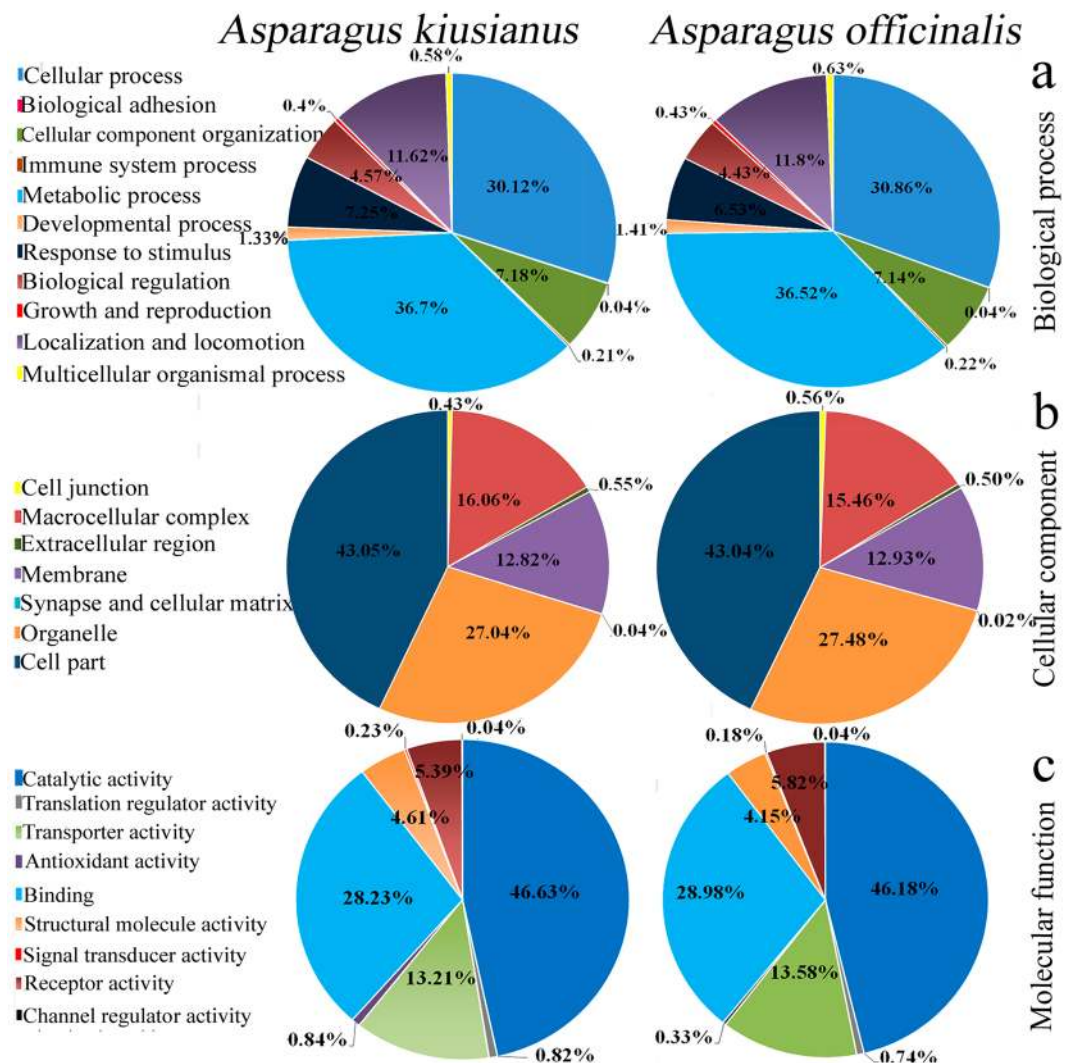 Asparagus kiusianus
Asparagus officinalis
a
Biological process
Cellular process
Biological adhesion
Cellular component organization
Immune system process
Metabolic process
Developmental process
Response to stimulus
Biological regulation
Growth and reproduction
Localization and locomotion
Multicellular organismal process
0.58%
0.4%
11.62%
4.57%
30.12%
7.25%
1.33%
7.18%
36.7%
0.04%
0.21%
0.63%
0.43%
11.8%
4.43%
30.86%
6.53%
1.41%
7.14%
36.52%
0.04%
0.22%
b
Cellular component
Cell junction
Macrocellular complex
Extracellular region
Membrane
Synapse and cellular matrix
Organelle
Cell part
0.43%
16.06%
0.55%
43.05%
12.82%
0.04%
27.04%
0.56%
15.46%
0.50%
43.04%
12.93%
0.02%
27.48%
c
Molecular function
Catalytic activity
Translation regulator activity
Transporter activity
Antioxidant activity
Binding
Structural molecule activity
Signal transducer activity
Receptor activity
Channel regulator activity
0.23%
0.04%
5.39%
4.61%
28.23%
46.63%
13.21%
0.84%
0.82%
0.18%
0.04%
5.82%
4.15%
28.98%
46.18%
13.58%
0.33%
0.74%